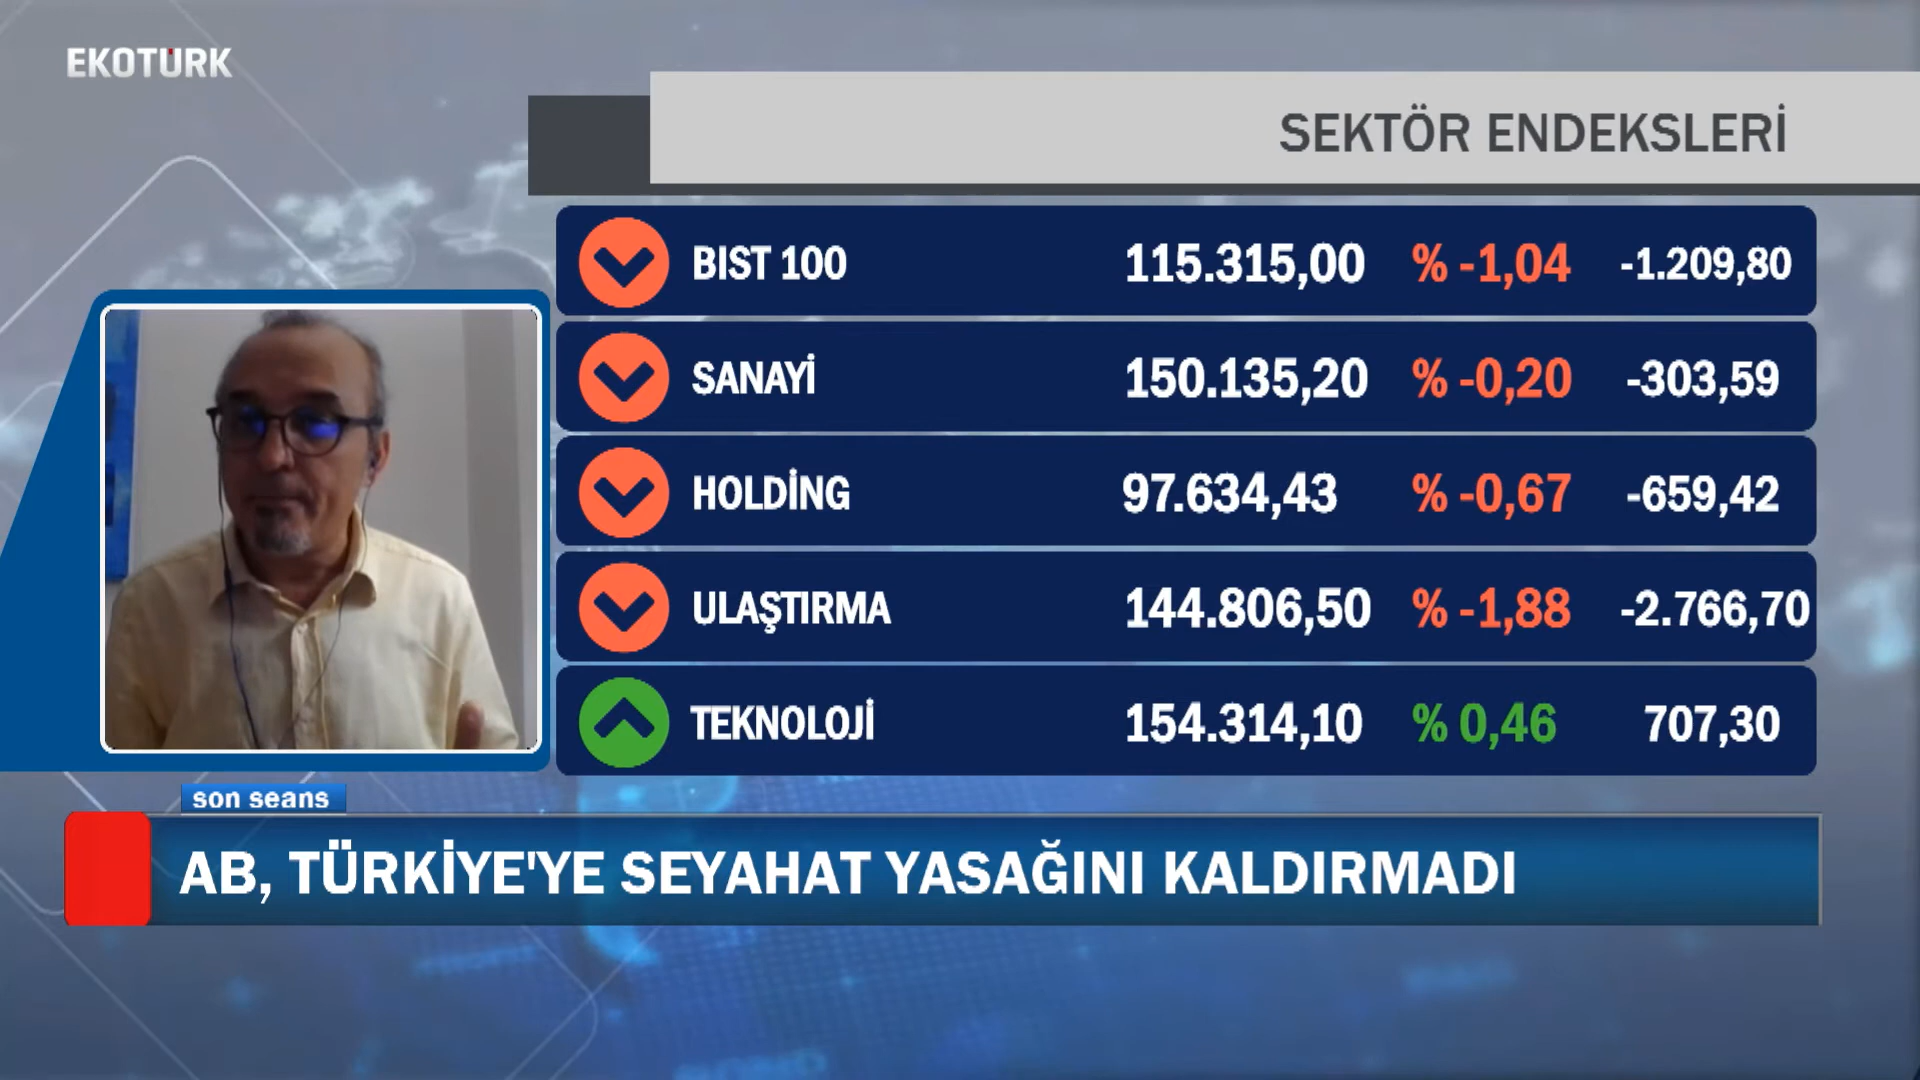 EKOTÜRK
SEKTÖR ENDEKSLERİ
BIST 100 115.315,00 % -1,04 -1.209,80
SANAYİ 150.135,20 % -0,20 -303,59
HOLDİNG 97.634,43 % -0,67 -659,42
ULAŞTIRMA 144.806,50 % -1,88 -2.766,70
TEKNOLOJİ 154.314,10 % 0,46 707,30
son seans
AB, TÜRKİYE'YE SEYAHAT YASAĞINI KALDIRMADI